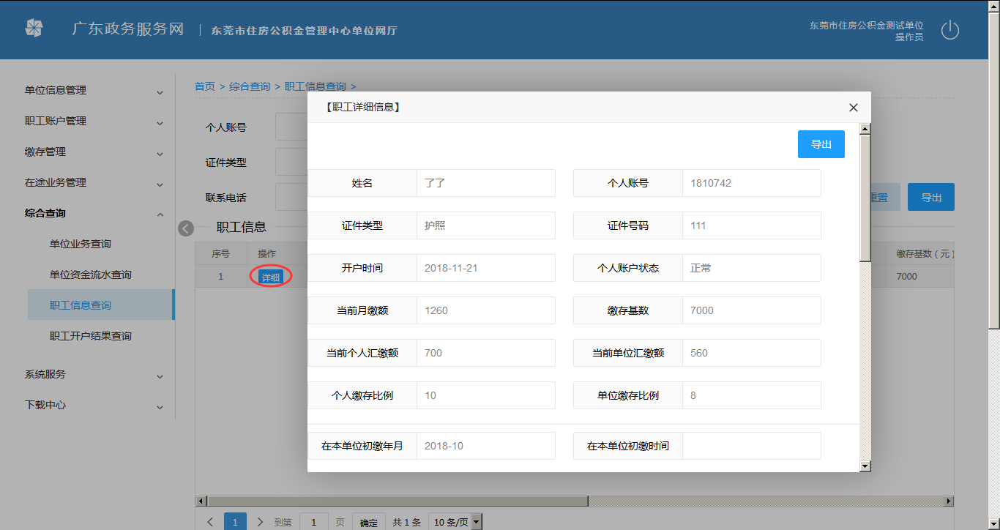 广东政务服务网 | 东莞市住房公积金管理中心单位网厅
东莞市住房公积金测试单位
操作员
单位信息管理
职工账户管理
缴存管理
在途业务管理
综合查询
单位业务查询
单位资金流水查询
职工信息查询
职工开户结果查询
系统服务
下载中心
首页 > 综合查询 > 职工信息查询 >
个人账号
证件类型
联系电话
重置
导出
职工信息
序号 操作 缴存基数（元）
1 详细 7000
【职工详细信息】
导出
姓名 了了 个人账号 1810742
证件类型 护照 证件号码 111
开户时间 2018-11-21 个人账户状态 正常
当前月缴额 1260 缴存基数 7000
当前个人汇缴额 700 当前单位汇缴额 560
个人缴存比例 10 单位缴存比例 8
在本单位初缴年月 2018-10 在本单位初缴时间
1 到第 1 页 确定 共 1 条 10 条/页